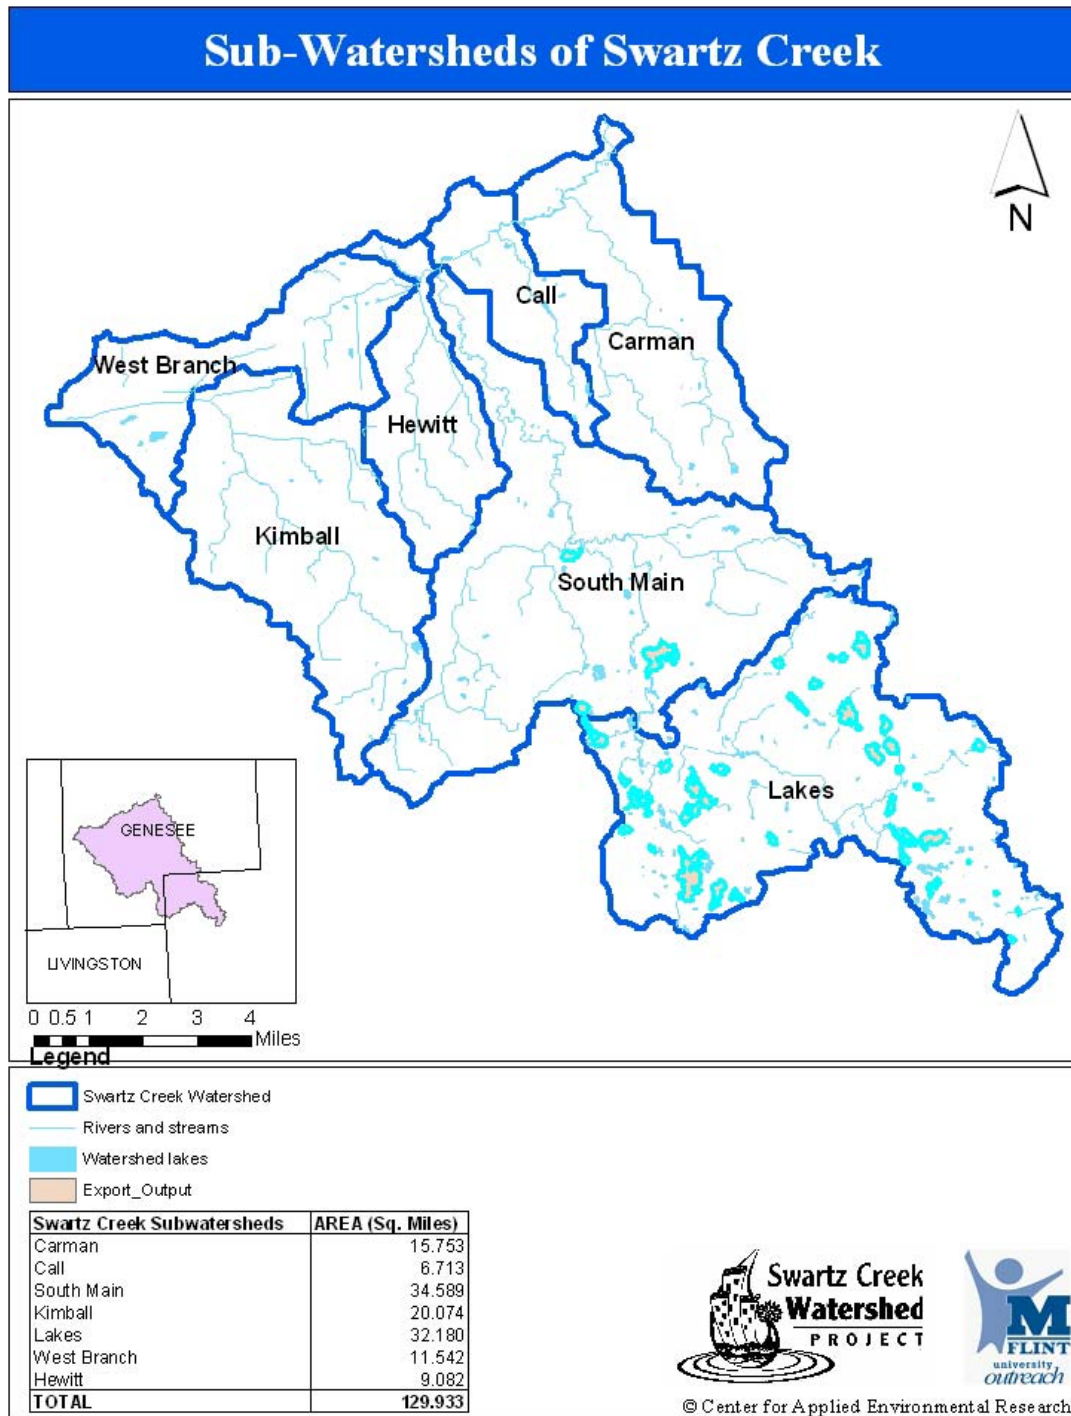 Sub-Watersheds of Swartz Creek
N
Call
Carman
West Branch
Hewitt
Kimball
South Main
Lakes
GENESEE
LIVINGSTON
0 0.5 1 2 3 4
Miles
Legend
Swartz Creek Watershed
Rivers and streams
Watershed lakes
Export_Output
Swartz Creek Subwatersheds AREA (Sq. Miles)
Carman 15.753
Call 6.713
South Main 34.589
Kimball 20.074
Lakes 32.180
West Branch 11.542
Hewitt 9.082
TOTAL 129.933
Swartz Creek
Watershed
PROJECT
M
FLINT
university
outreach
© Center for Applied Environmental Research